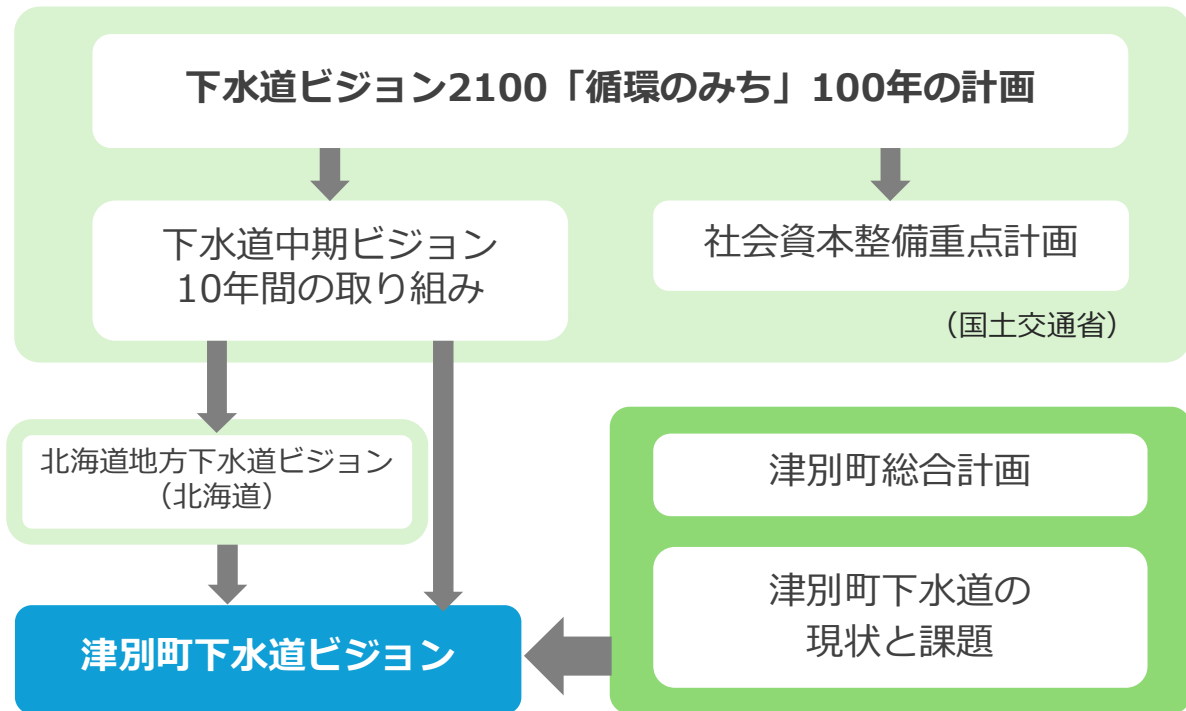 下水道ビジョン2100「循環のみち」100年の計画
下水道中期ビジョン
10年間の取り組み
社会資本整備重点計画
（国土交通省）
北海道地方下水道ビジョン
（北海道）
津別町総合計画
津別町下水道の
現状と課題
津別町下水道ビジョン